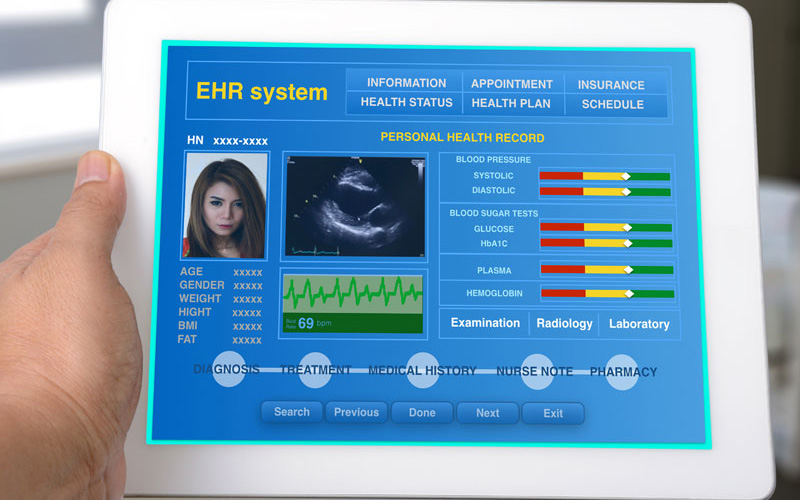 EHR system
INFORMATION APPOINTMENT INSURANCE
HEALTH STATUS HEALTH PLAN SCHEDULE
HN xxxx-xxxx
PERSONAL HEALTH RECORD
AGE xxxxx
GENDER xxxxx
WEIGHT xxxxx
HIGHT xxxxx
BMI xxxxx
FAT xxxxx
69 bpm
BLOOD PRESSURE
SYSTOLIC
DIASTOLIC
BLOOD SUGAR TESTS
GLUCOSE
HbA1C
PLASMA
HEMOGLOBIN
Examination Radiology Laboratory
DIAGNOSIS TREATMENT MEDICAL HISTORY NURSE NOTE PHARMACY
Search Previous Done Next Exit